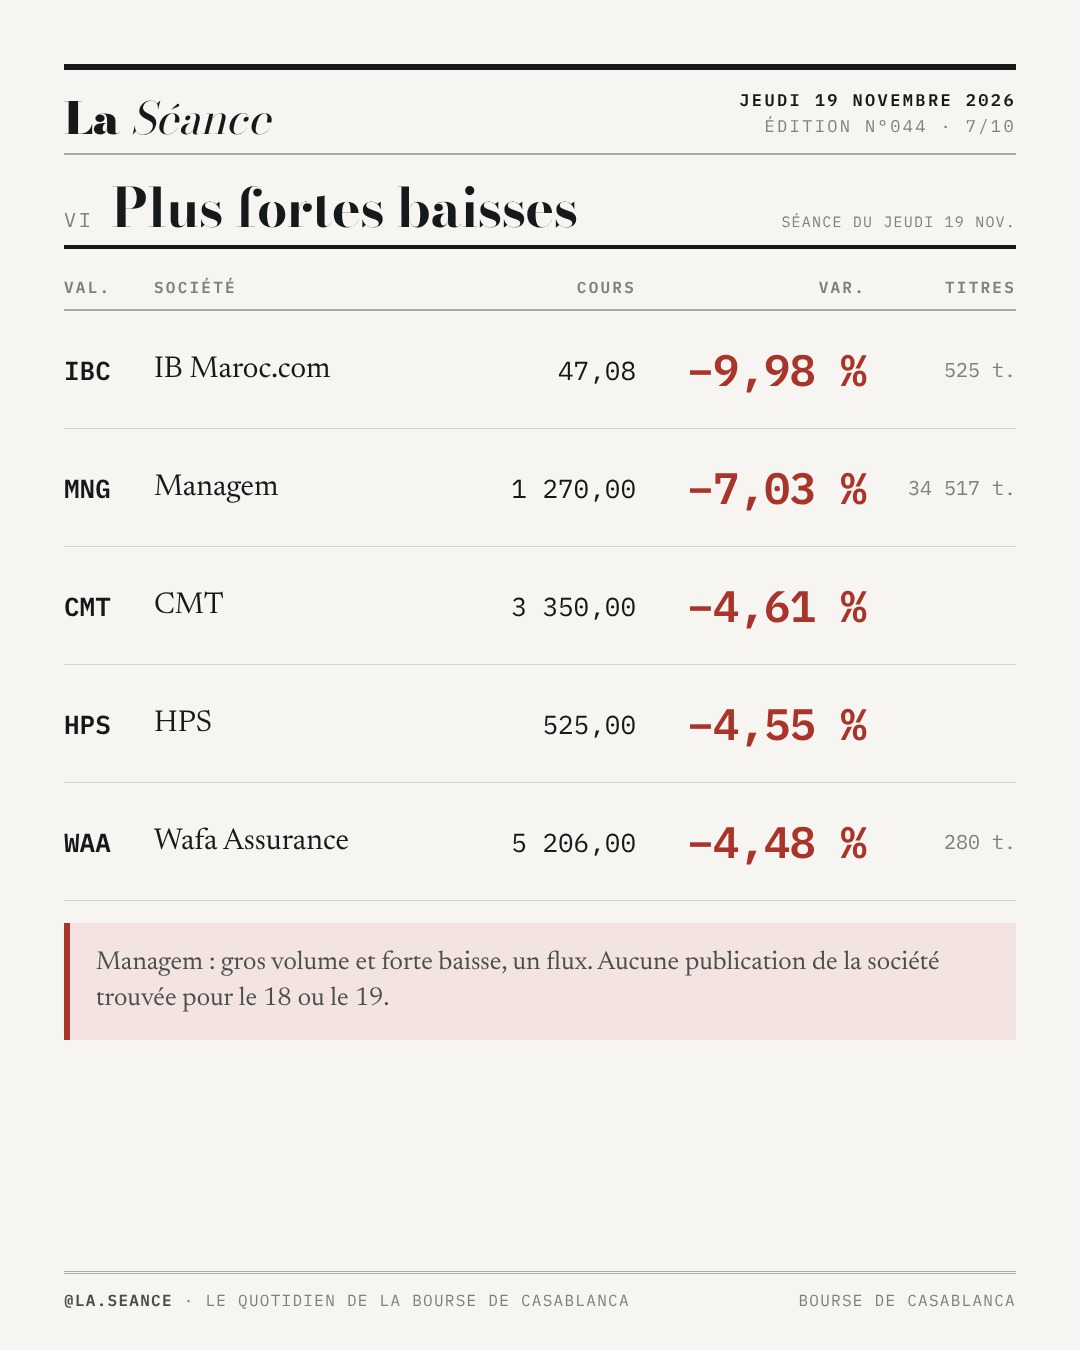 La Séance
JEUDI 19 NOVEMBRE 2026
ÉDITION N°044 · 7/10
VI Plus fortes baisses
SÉANCE DU JEUDI 19 NOV.
VAL. SOCIÉTÉ COURS VAR. TITRES
IBC IB Maroc.com 47,08 −9,98 % 525 t.
MNG Managem 1 270,00 −7,03 % 34 517 t.
CMT CMT 3 350,00 −4,61 %
HPS HPS 525,00 −4,55 %
WAA Wafa Assurance 5 206,00 −4,48 % 280 t.
Managem : gros volume et forte baisse, un flux. Aucune publication de la société
trouvée pour le 18 ou le 19.
@LA.SEANCE · LE QUOTIDIEN DE LA BOURSE DE CASABLANCA
BOURSE DE CASABLANCA